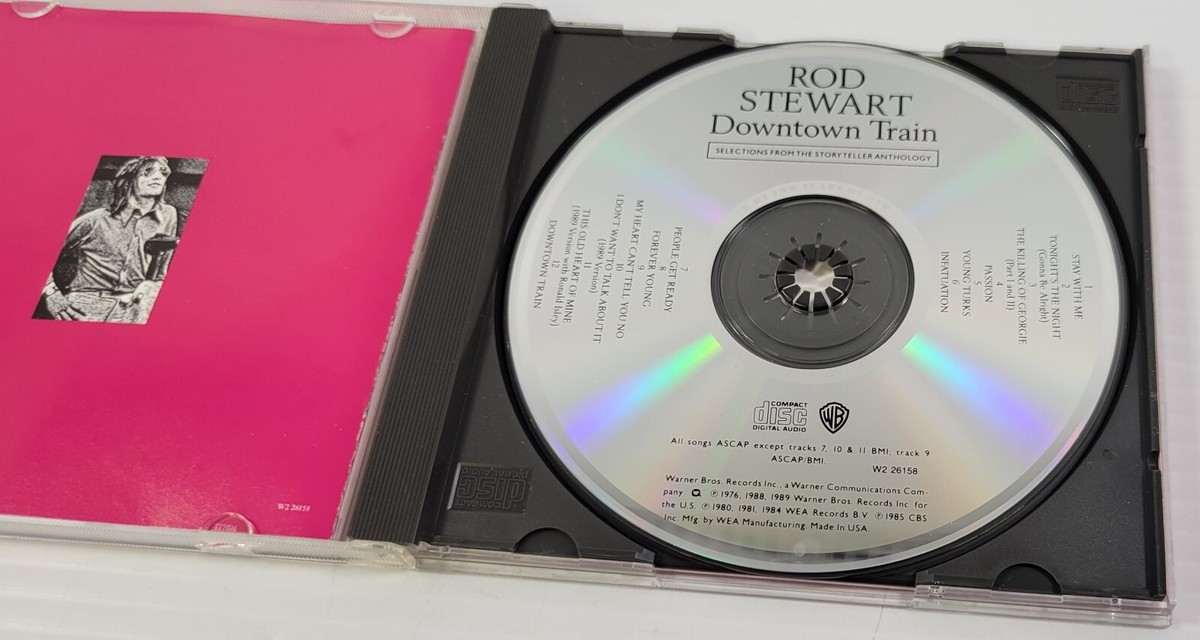 ROD
STEWART
Downtown Train
SELECTIONS FROM THE STORYTELLER ANTHOLOGY
1
STAY WITH ME
2
TONIGHT'S THE NIGHT
(Gonna Be Alright)
3
THE KILLING OF GEORGIE
(Part I and II)
4
PASSION
5
YOUNG TURKS
6
INFATUATION
7
PEOPLE GET READY
8
FOREVER YOUNG
9
MY HEART CAN'T TELL YOU NO
10
I DON'T WANT TO TALK ABOUT IT
(1989 Version)
11
THIS OLD HEART OF MINE
(1989 Version with Ronald Isley)
12
DOWNTOWN TRAIN
COMPACT
disc
DIGITAL AUDIO
WB
All songs ASCAP except tracks 7, 10 & 11 BMI; track 9
ASCAP/BMI.
W2 26158
Warner Bros. Records Inc., a Warner Communications Com-
pany ℗ 1976, 1988, 1989 Warner Bros. Records Inc. for
the U.S. ℗ 1980, 1981, 1984 WEA Records B.V. ℗ 1985 CBS
Inc. Mfg. by WEA Manufacturing. Made in USA.
W2 26158
COMPACT
disc
DIGITAL AUDIO